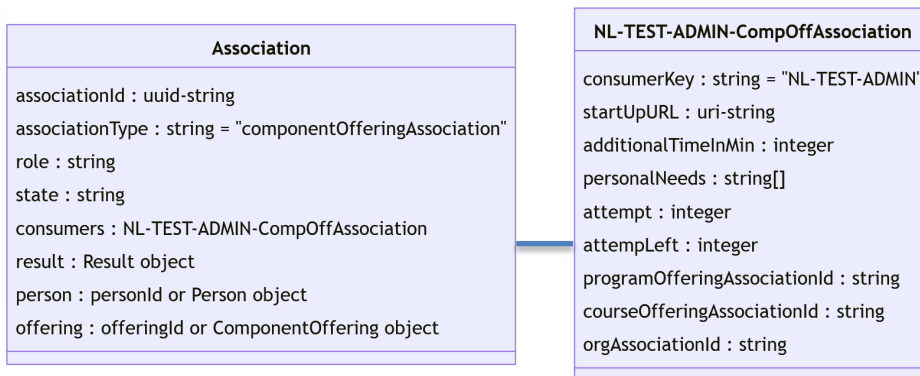 Association
associationId : uuid-string
associationType : string = "componentOfferingAssociation"
role : string
state : string
consumers : NL-TEST-ADMIN-CompOffAssociation
result : Result object
person : personId or Person object
offering : offeringId or ComponentOffering object
NL-TEST-ADMIN-CompOffAssociation
consumerKey : string = "NL-TEST-ADMIN"
startUpURL : uri-string
additionalTimeInMin : integer
personalNeeds : string[]
attempt : integer
attempLeft : integer
programOfferingAssociationId : string
courseOfferingAssociationId : string
orgAssociationId : string